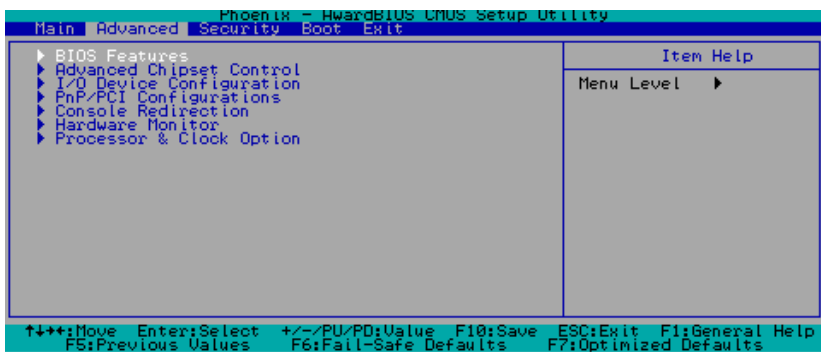 Phoenix - AwardBIOS CMOS Setup Utility
Main Advanced Security Boot Exit
▶ BIOS Features
▶ Advanced Chipset Control
▶ I/O Device Configuration
▶ PnP/PCI Configurations
▶ Console Redirection
▶ Hardware Monitor
▶ Processor & Clock Option
Item Help
Menu Level ▶
↑↓→←:Move Enter:Select +/-/PU/PD:Value F10:Save ESC:Exit F1:General Help
F5:Previous Values F6:Fail-Safe Defaults F7:Optimized Defaults